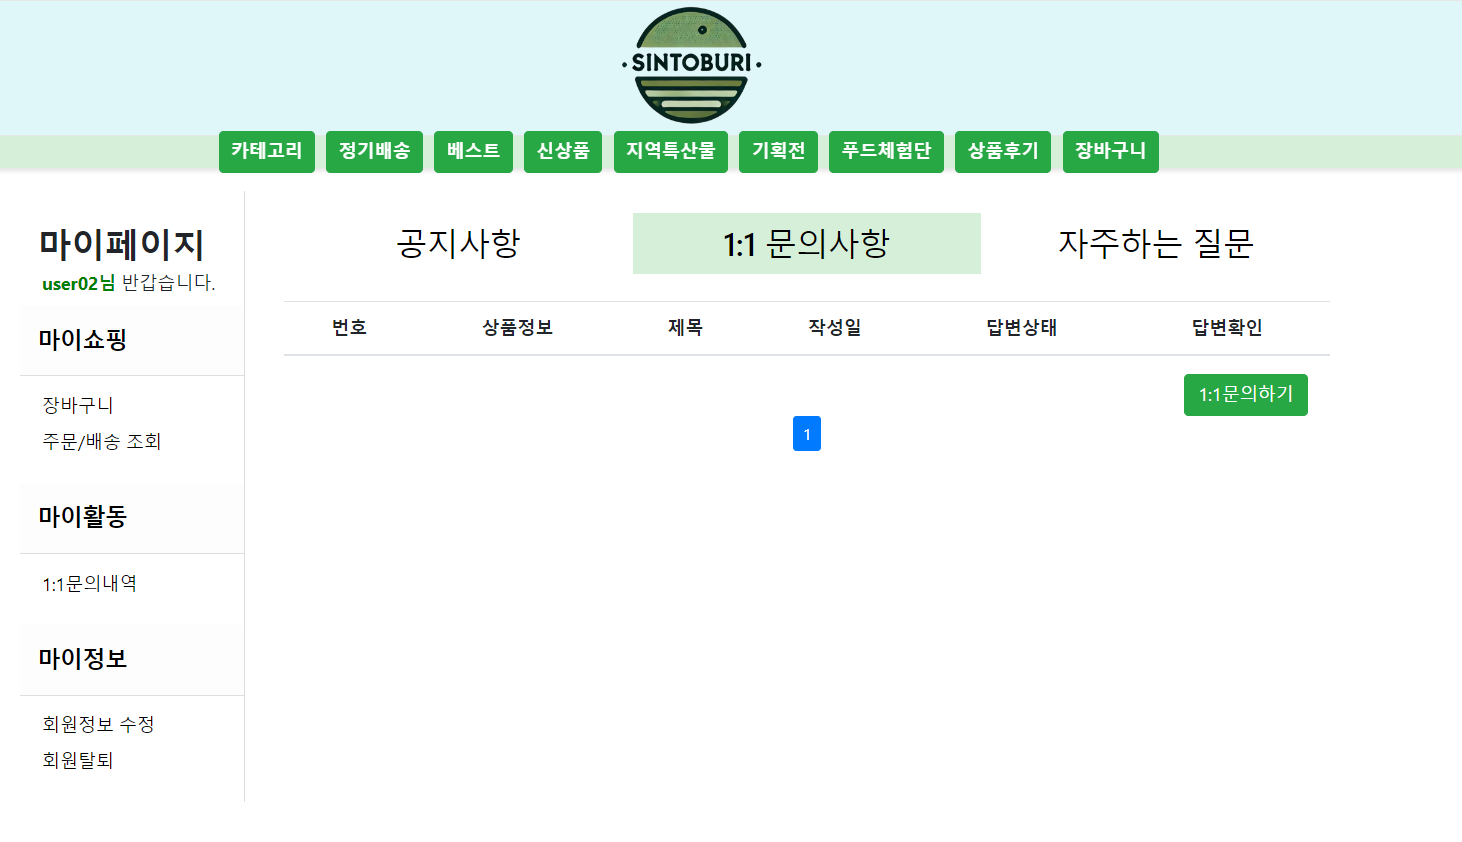 · SINTOBURI ·
카테고리 정기배송 베스트 신상품 지역특산물 기획전 푸드체험단 상품후기 장바구니
마이페이지
user02님 반갑습니다.
마이쇼핑
장바구니
주문/배송 조회
마이활동
1:1문의내역
마이정보
회원정보 수정
회원탈퇴
공지사항 1:1 문의사항 자주하는 질문
번호 상품정보 제목 작성일 답변상태 답변확인
1:1문의하기
1